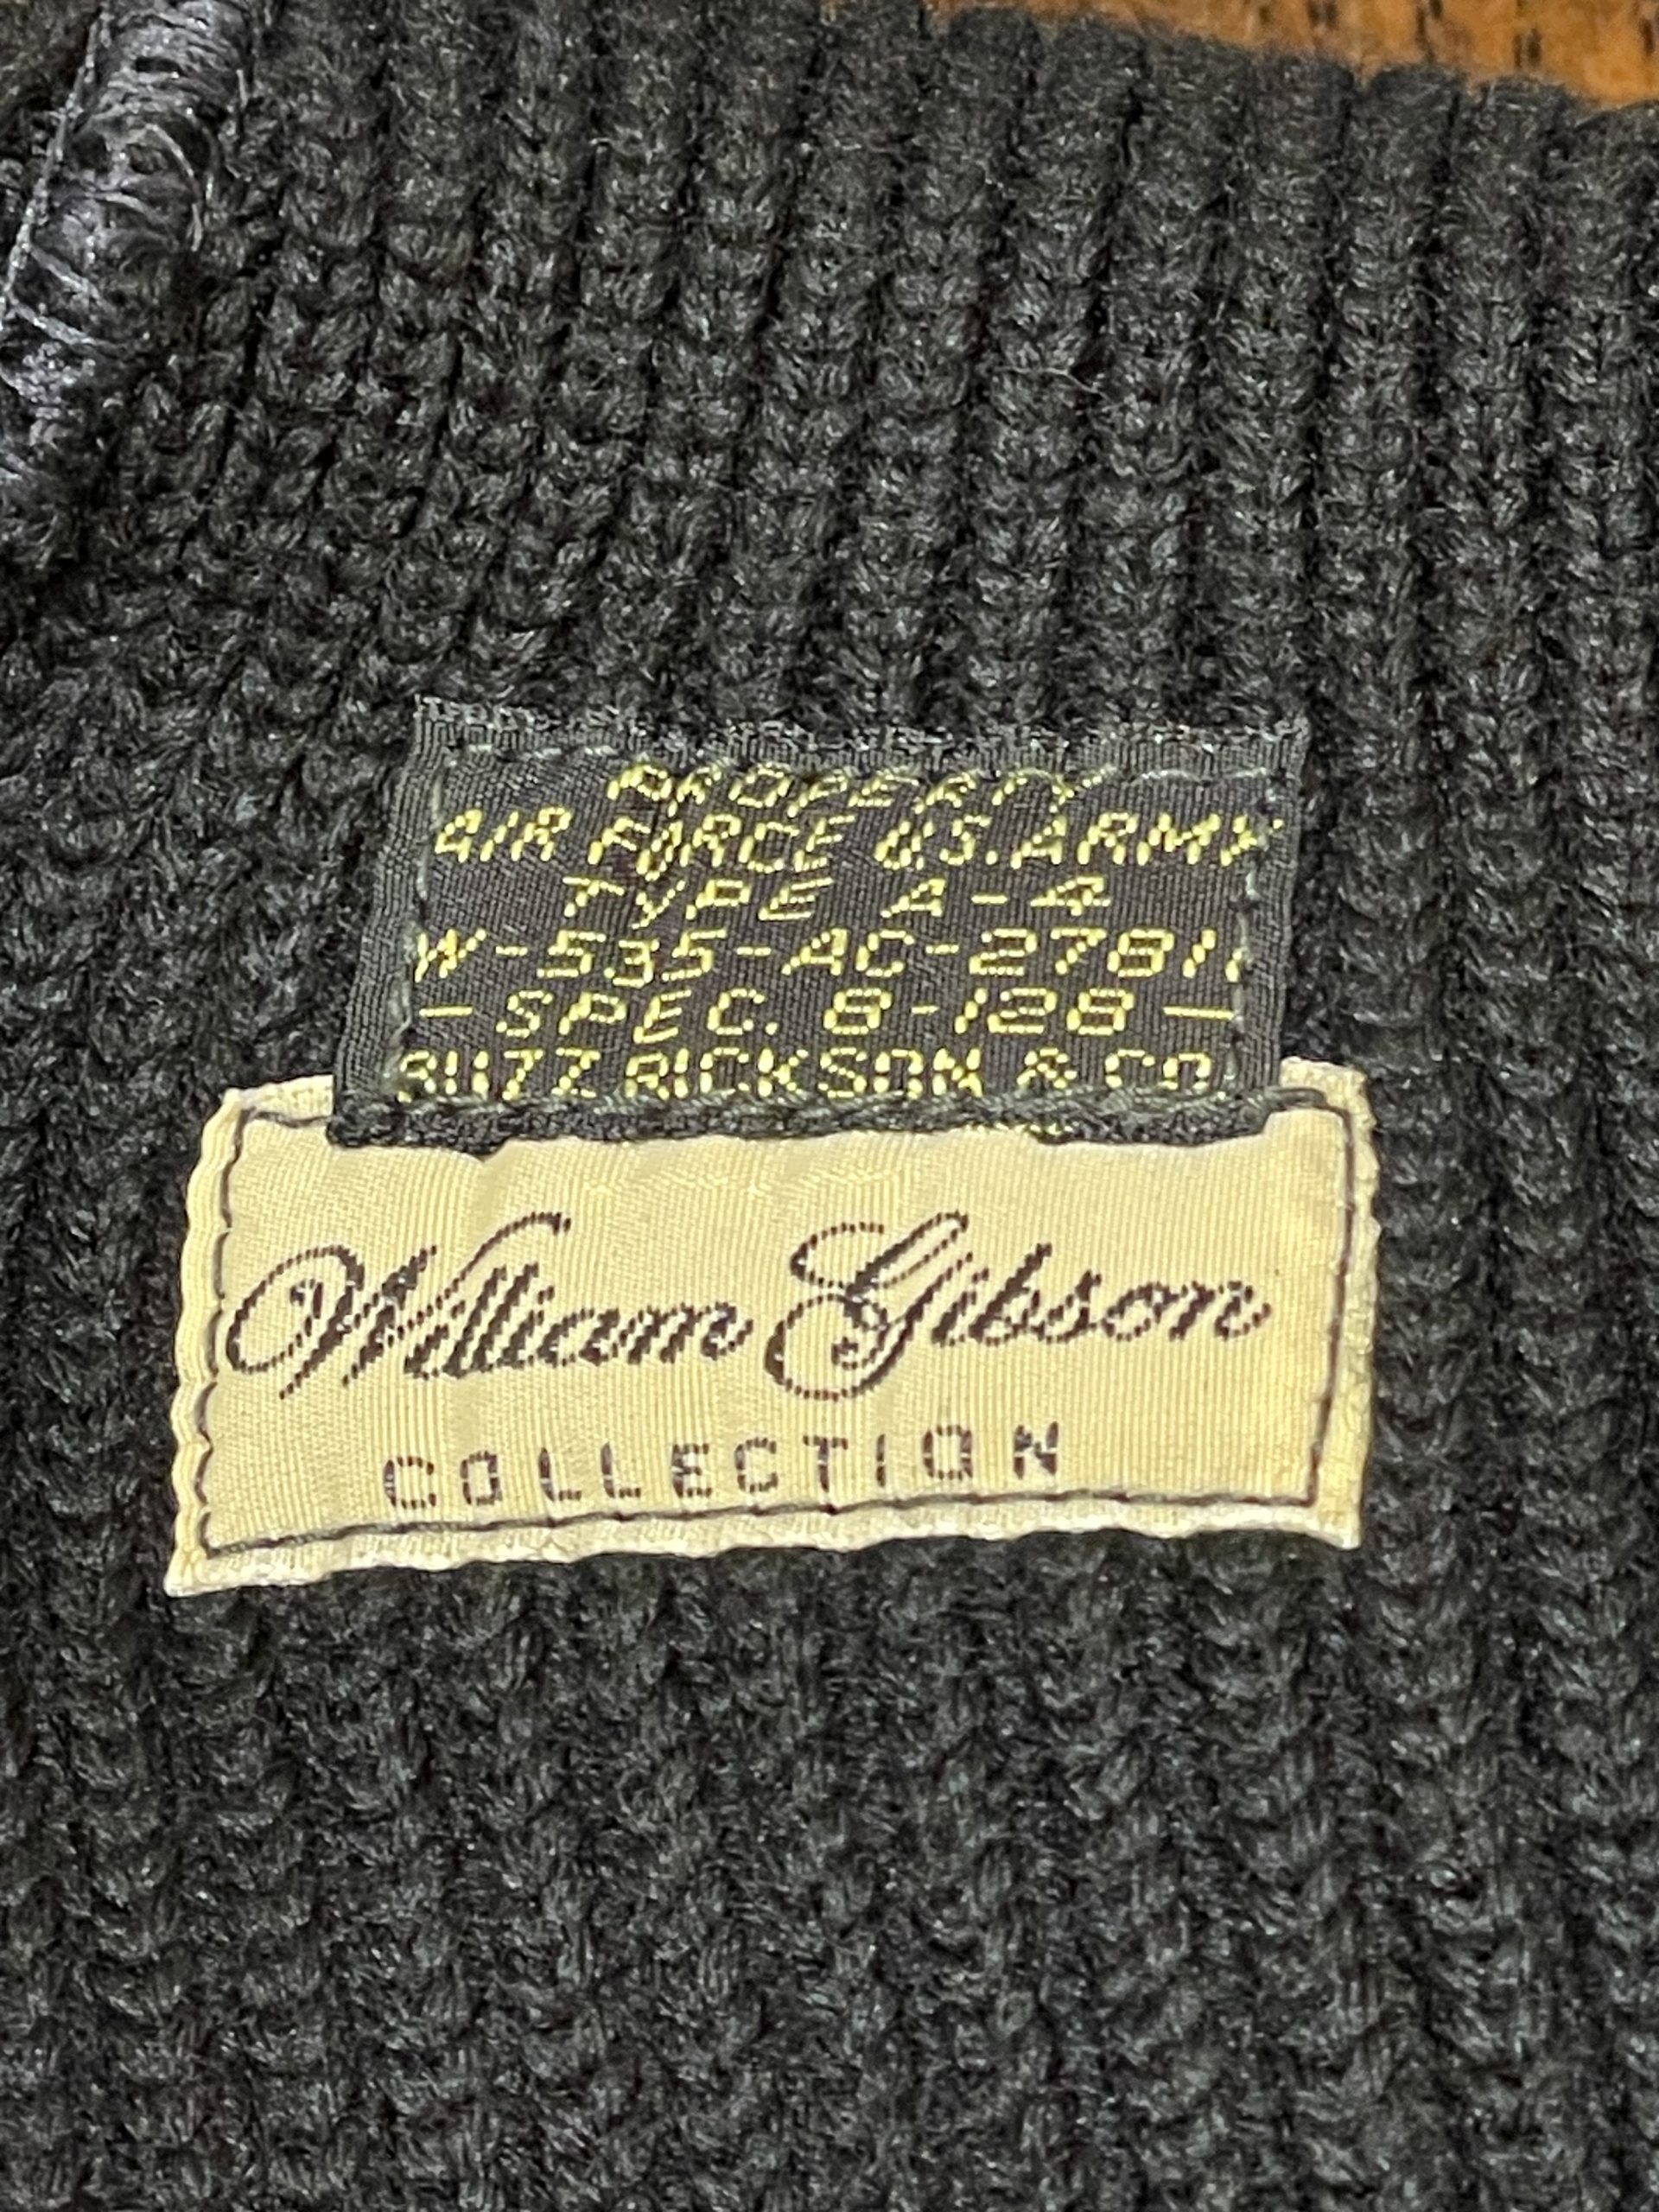 PROPERTY
AIR FORCE U.S. ARMY
TYPE A-4
W-535-AC-27811
— SPEC. 8-128 —
BUZZ RICKSON & CO
William Gibson
COLLECTION